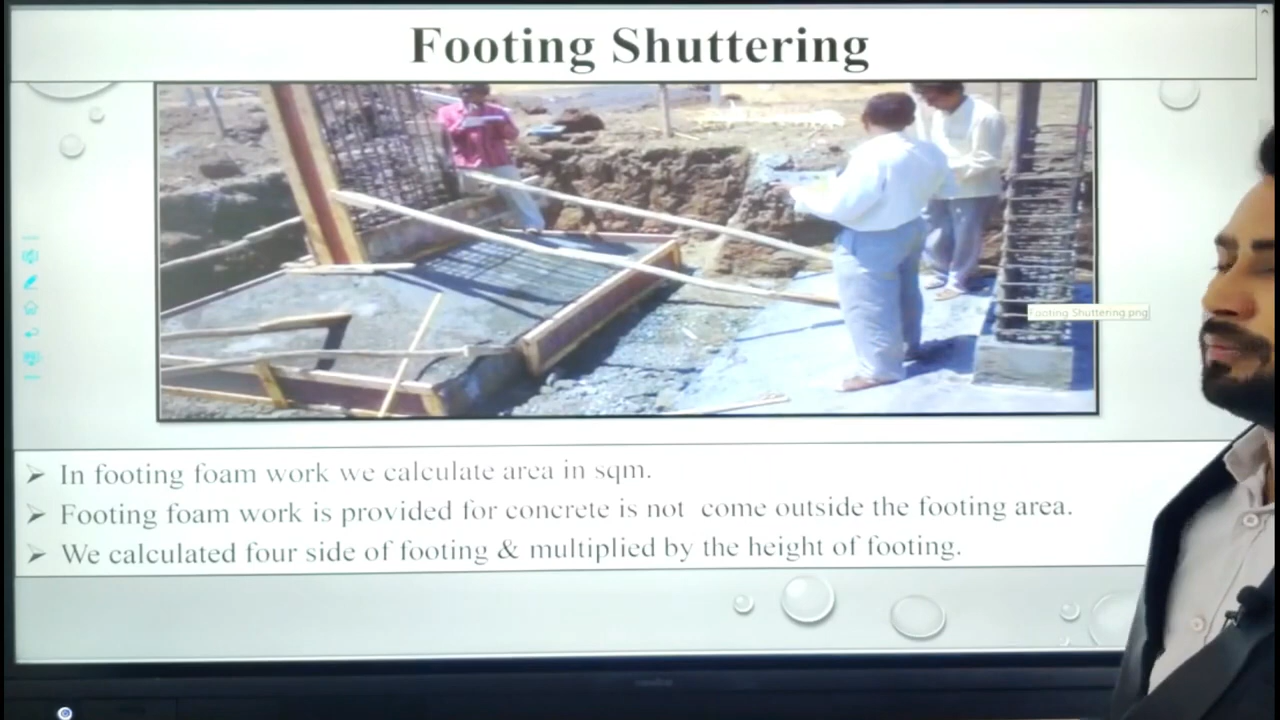 Footing Shuttering
Footing Shuttering.png
In footing foam work we calculate area in sqm.
Footing foam work is provided for concrete is not come outside the footing area.
We calculated four side of footing & multiplied by the height of footing.